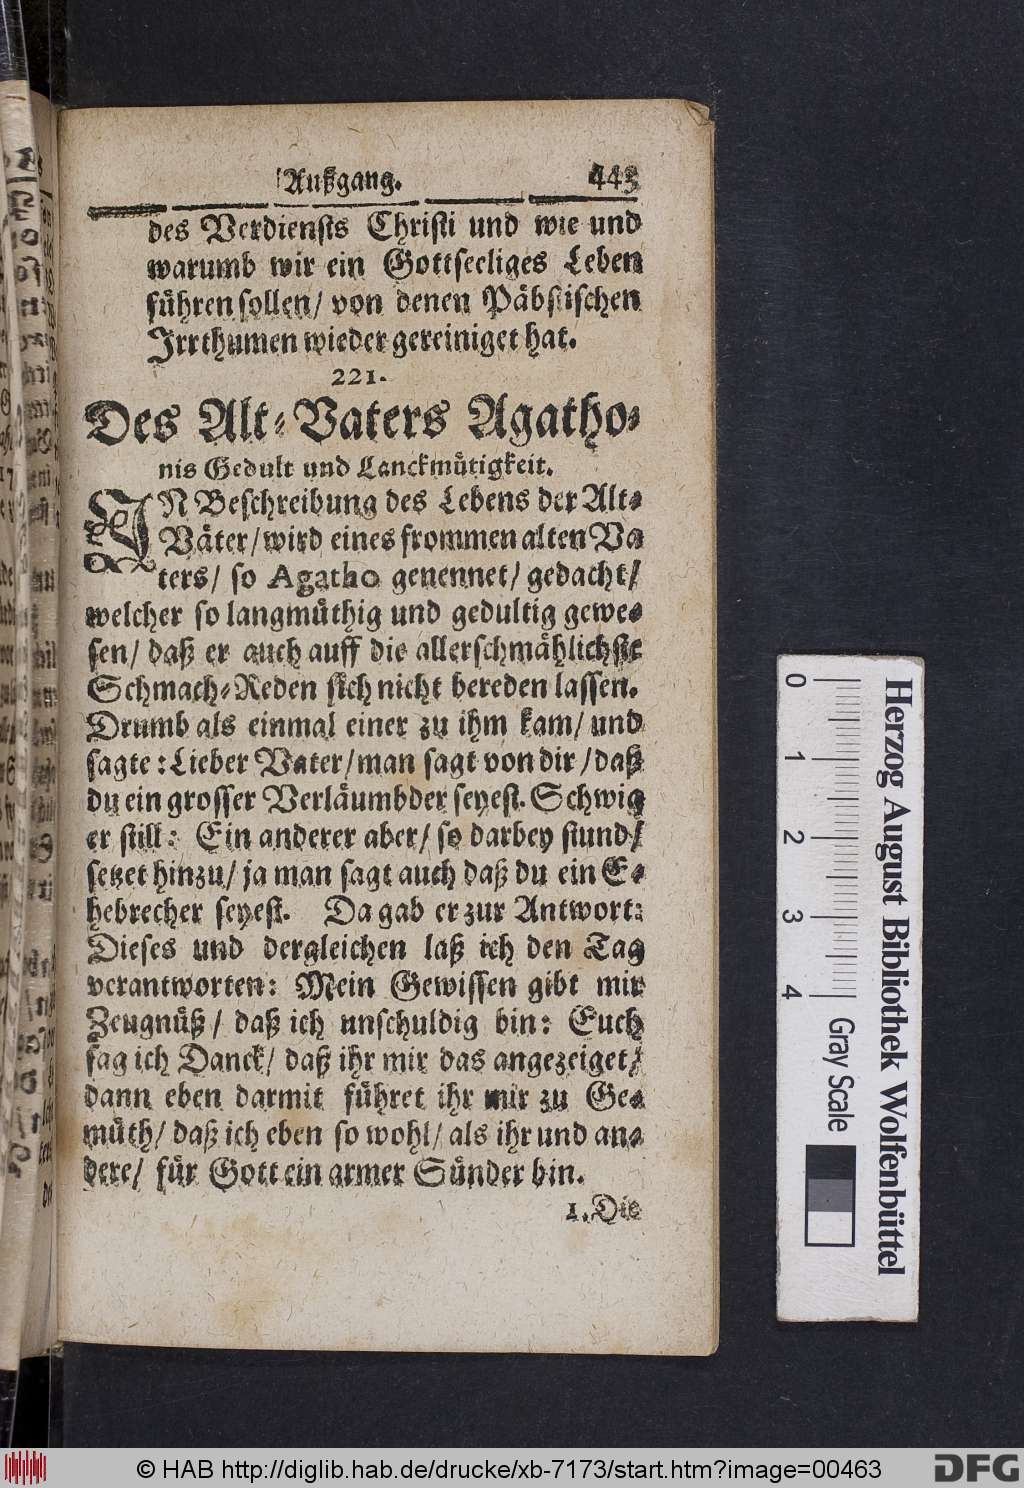 Außgang. 443
des Verdiensts Christi und wie und
warumb wir ein Gottseeliges Leben
führen sollen/ von denen Päbstischen
Irrthumen wieder gereiniget hat.
221.
Des Alt-Vaters Agatho-
nis Gedult und Lanckmütigkeit.
IN Beschreibung des Lebens der Alt-
Väter/ wird eines frommen alten Va
ters/ so Agatho genennet/ gedacht/
welcher so langmüthig und gedultig gewe-
sen/ daß er auch auff die allerschmählichste
Schmach-Reden sich nicht bereden lassen.
Drumb als einmal einer zu ihm kam/ und
sagte: Lieber Vater/ man sagt von dir/ daß
du ein grosser Verläumbder seyest. Schwig
er still: Ein anderer aber/ so darbey stund/
setzet hinzu/ ja man sagt auch daß du ein E-
hebrecher seyest. Da gab er zur Antwort:
Dieses und dergleichen laß ich den Tag
verantworten: Mein Gewissen gibt mir
Zeugnüß/ daß ich unschuldig bin: Euch
sag ich Danck/ daß ihr mir das angezeiget/
dann eben darmit führet ihr mir zu Ge-
müth/ daß ich eben so wohl/ als ihr und an-
dere/ für Gott ein armer Sünder bin.
1. Die
0 1 2 3 4
Gray Scale
Herzog August Bibliothek Wolfenbüttel
© HAB http://diglib.hab.de/drucke/xb-7173/start.htm?image=00463
DFG